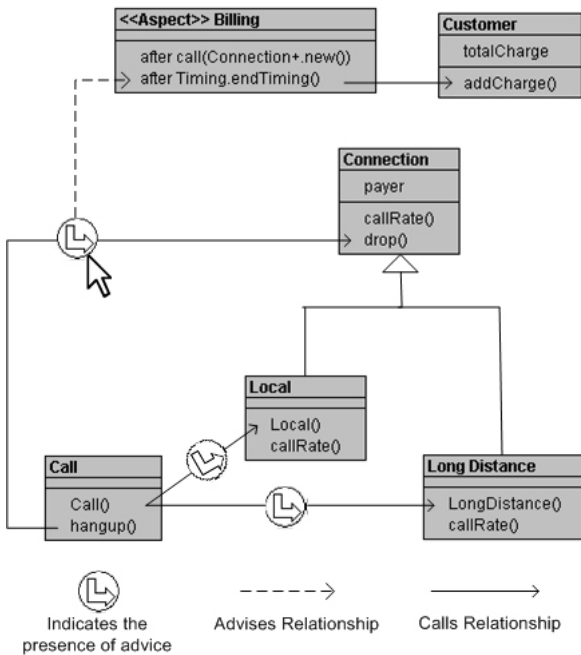 <<Aspect>> Billing
after call(Connection+.new())
after Timing.endTiming()
Customer
totalCharge
addCharge()
Connection
payer
callRate()
drop()
Local
Local()
callRate()
Call
Call()
hangup()
Long Distance
LongDistance()
callRate()
Indicates the
presence of advice
Advises Relationship
Calls Relationship